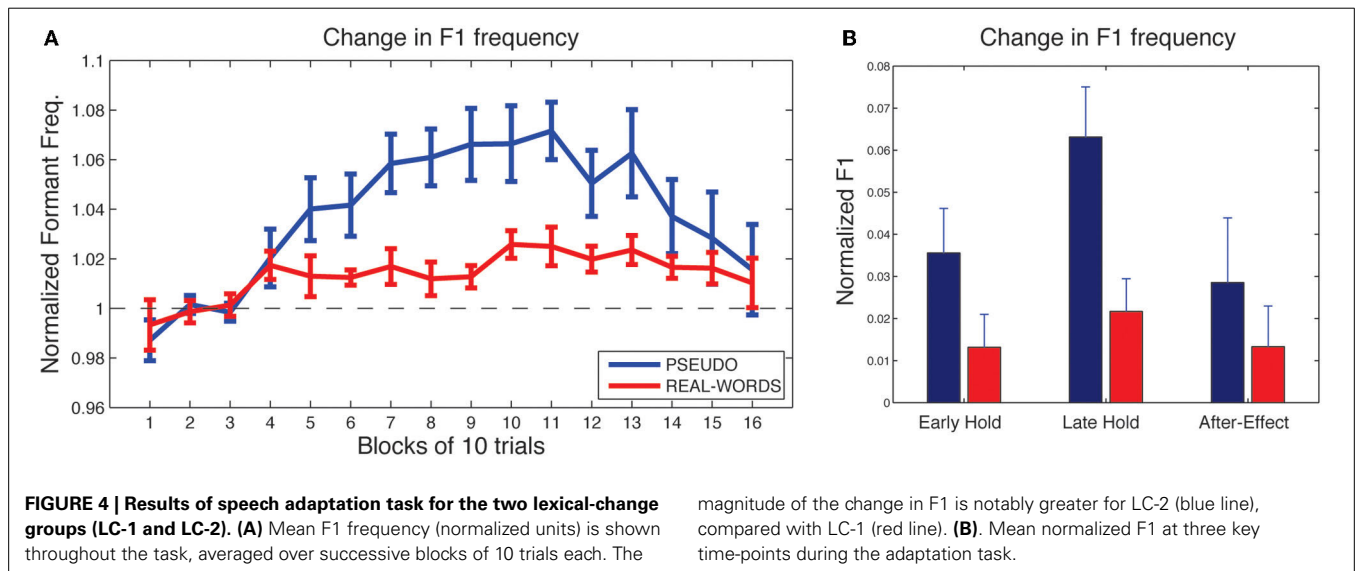 A
Change in F1 frequency
Normalized Formant Freq.
1.1
1.08
1.06
1.04
1.02
1
0.98
0.96
PSEUDO
REAL-WORDS
1 2 3 4 5 6 7 8 9 10 11 12 13 14 15 16
Blocks of 10 trials
B
Change in F1 frequency
Normalized F1
0.08
0.07
0.06
0.05
0.04
0.03
0.02
0.01
0
Early Hold Late Hold After-Effect
FIGURE 4 | Results of speech adaptation task for the two lexical-change
groups (LC-1 and LC-2). (A) Mean F1 frequency (normalized units) is shown
throughout the task, averaged over successive blocks of 10 trials each. The
magnitude of the change in F1 is notably greater for LC-2 (blue line),
compared with LC-1 (red line). (B). Mean normalized F1 at three key
time-points during the adaptation task.